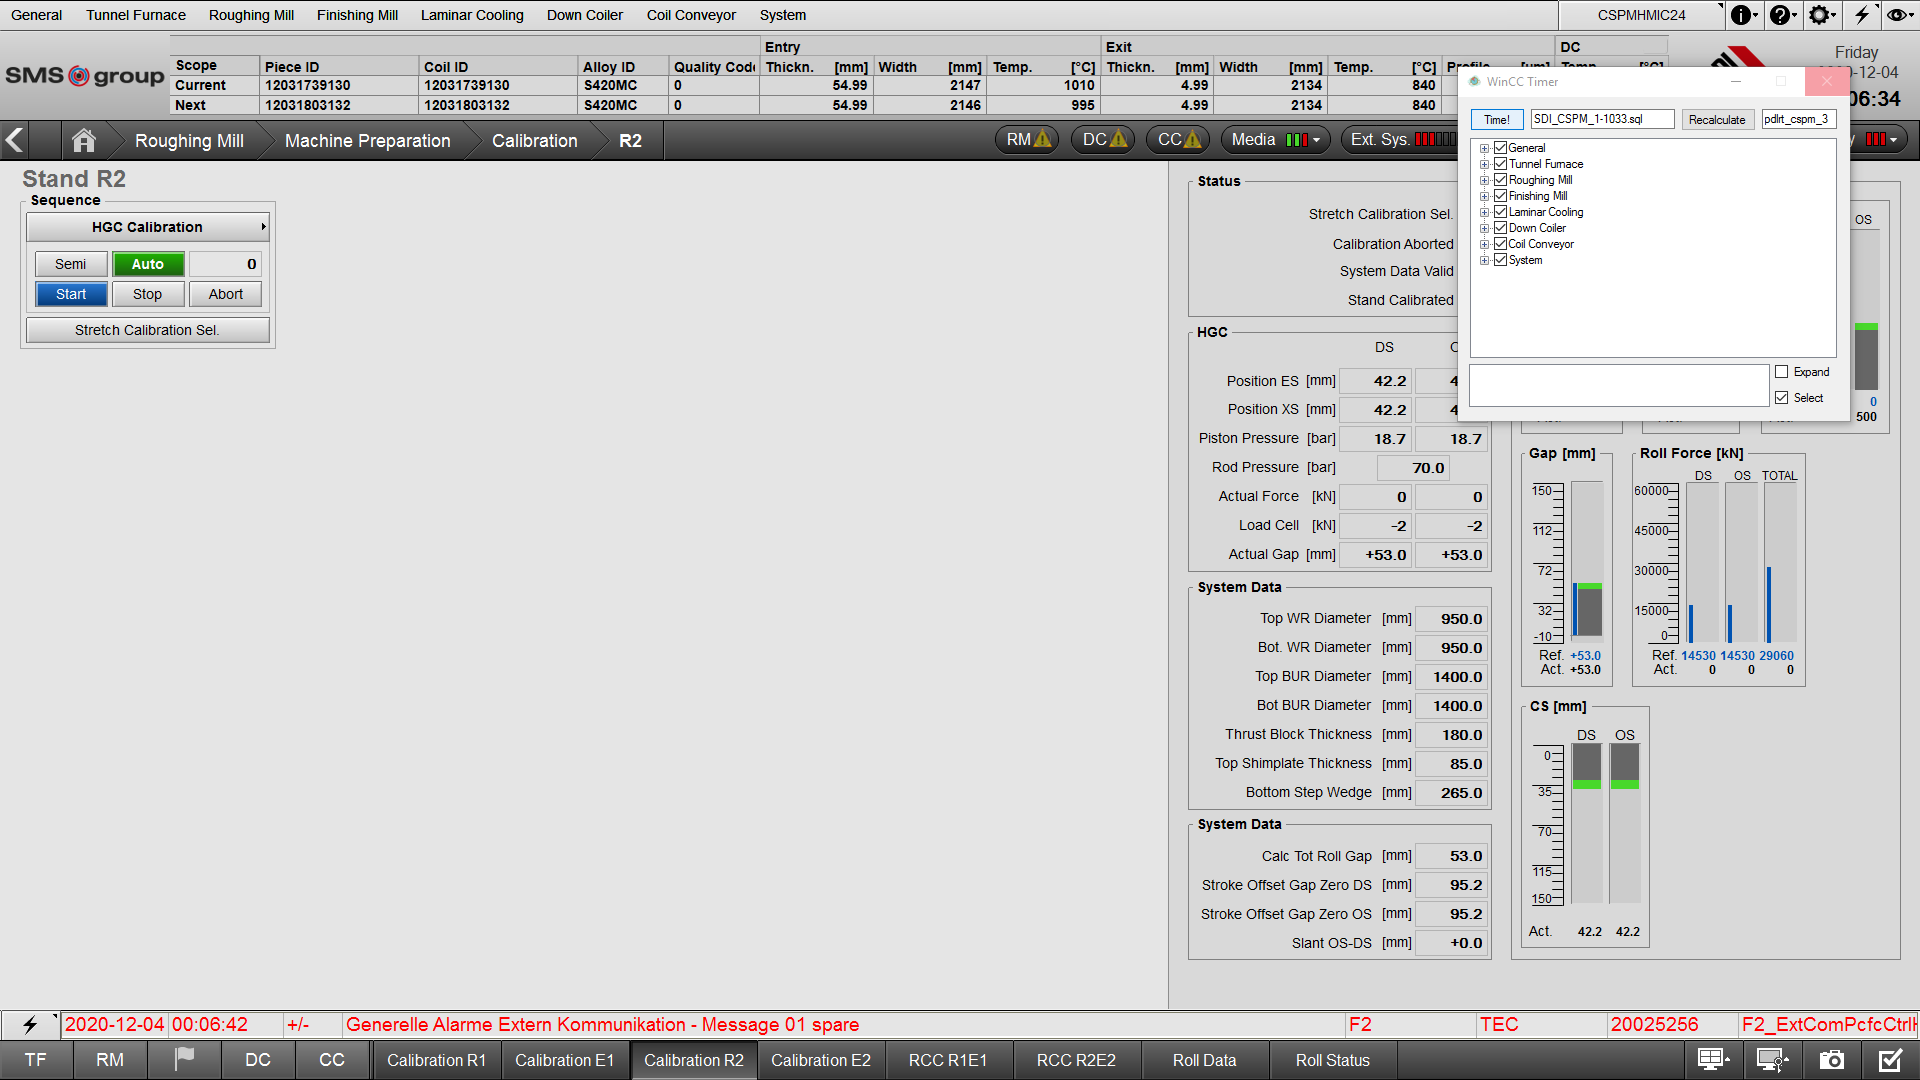 General Tunnel Furnace Roughing Mill Finishing Mill Laminar Cooling Down Coiler Coil Conveyor System CSPMHMIC24
Entry Exit DC
Scope Piece ID Coil ID Alloy ID Quality Code Thickn. [mm] Width [mm] Temp. [°C] Thickn. [mm] Width [mm] Temp. [°C]
Current 12031739130 12031739130 S420MC 0 54.99 2147 1010 4.99 2134 840
Next 12031803132 12031803132 S420MC 0 54.99 2146 995 4.99 2134 840
SMS group
Friday
-12-04
06:34
Roughing Mill Machine Preparation Calibration R2 RM DC CC Media Ext. Sys.
WinCC Timer
Time! SDI_CSPM_1-1033.sql Recalculate pdlrt_cspm_3
General
Tunnel Furnace
Roughing Mill
Finishing Mill
Laminar Cooling
Down Coiler
Coil Conveyor
System
Expand
Select
Stand R2
Sequence
HGC Calibration
Semi Auto 0
Start Stop Abort
Stretch Calibration Sel.
Status
Stretch Calibration Sel.
Calibration Aborted
System Data Valid
Stand Calibrated
OS
0
500
HGC
DS
Position ES [mm] 42.2 4
Position XS [mm] 42.2 4
Piston Pressure [bar] 18.7 18.7
Rod Pressure [bar] 70.0
Actual Force [kN] 0 0
Load Cell [kN] -2 -2
Actual Gap [mm] +53.0 +53.0
System Data
Top WR Diameter [mm] 950.0
Bot. WR Diameter [mm] 950.0
Top BUR Diameter [mm] 1400.0
Bot BUR Diameter [mm] 1400.0
Thrust Block Thickness [mm] 180.0
Top Shimplate Thickness [mm] 85.0
Bottom Step Wedge [mm] 265.0
System Data
Calc Tot Roll Gap [mm] 53.0
Stroke Offset Gap Zero DS [mm] 95.2
Stroke Offset Gap Zero OS [mm] 95.2
Slant OS-DS [mm] +0.0
Gap [mm]
150
112
72
32
-10
Ref. +53.0
Act. +53.0
Roll Force [kN]
DS OS TOTAL
60000
45000
30000
15000
0
Ref. 14530 14530 29060
Act. 0 0 0
CS [mm]
DS OS
0
35
70
115
150
Act. 42.2 42.2
2020-12-04 00:06:42 +/- Generelle Alarme Extern Kommunikation - Message 01 spare F2 TEC 20025256 F2_ExtComPcfcCtrl
TF RM DC CC Calibration R1 Calibration E1 Calibration R2 Calibration E2 RCC R1E1 RCC R2E2 Roll Data Roll Status